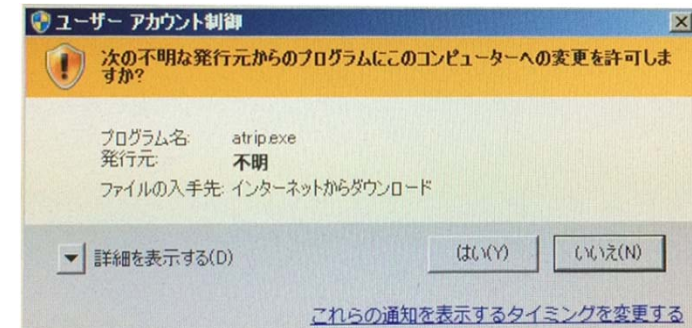 ユーザー アカウント制御
次の不明な発行元からのプログラムにこのコンピューターへの変更を許可しま
すか?
プログラム名: atrip.exe
発行元: 不明
ファイルの入手先: インターネットからダウンロード
詳細を表示する(D)
はい(Y)
いいえ(N)
これらの通知を表示するタイミングを変更する